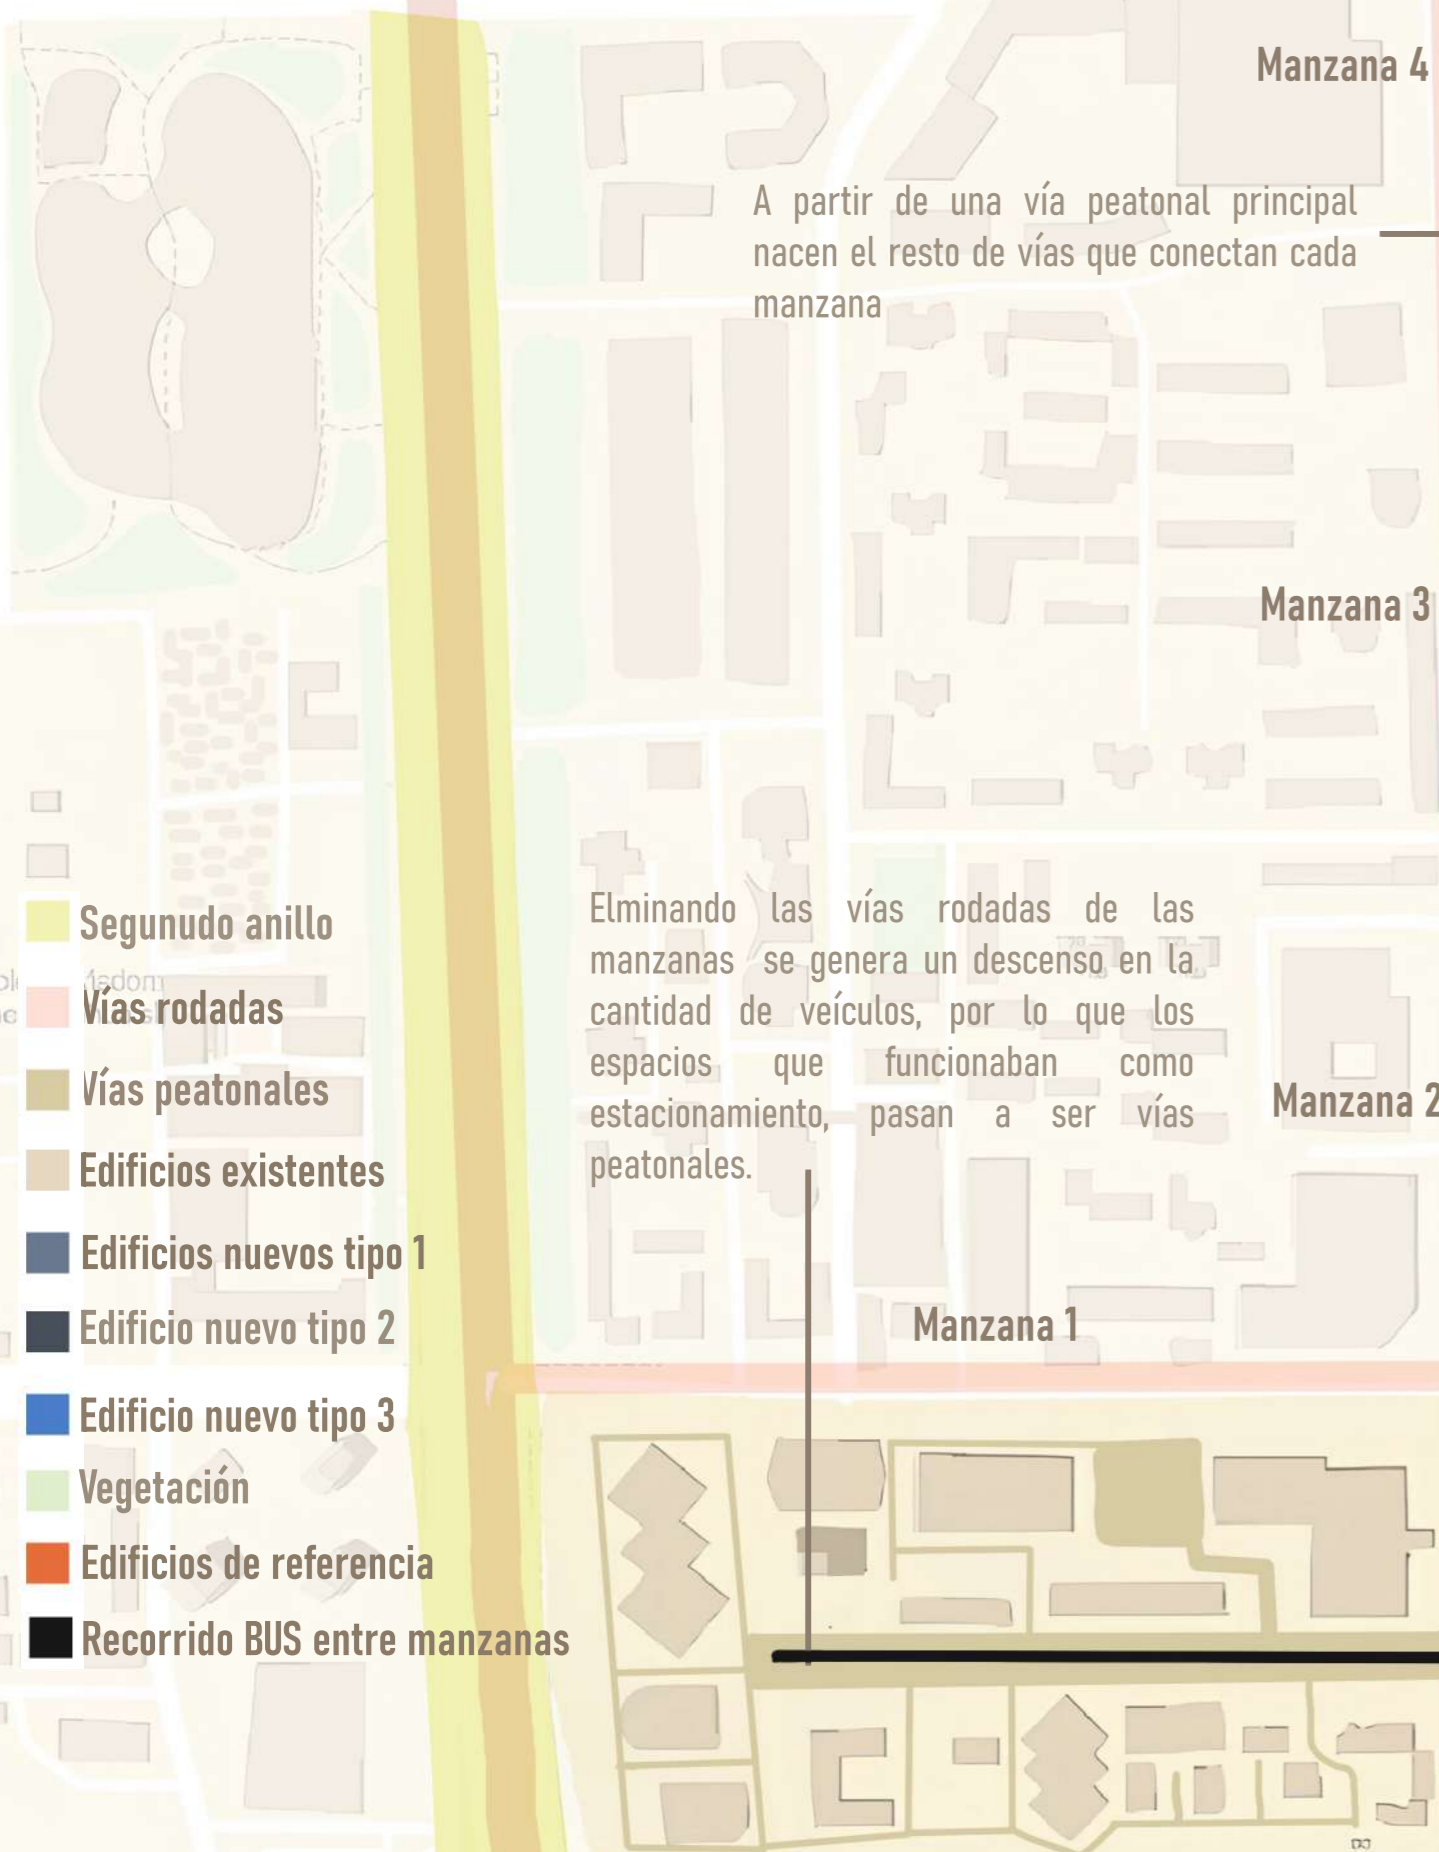 Manzana 4
A partir de una vía peatonal principal
nacen el resto de vías que conectan cada
manzana
Manzana 3
Elminando las vías rodadas de las
manzanas se genera un descenso en la
cantidad de veículos, por lo que los
espacios que funcionaban como
estacionamiento, pasan a ser vías
peatonales.
Manzana 2
Manzana 1
Segunudo anillo
Vías rodadas
Vías peatonales
Edificios existentes
Edificios nuevos tipo 1
Edificio nuevo tipo 2
Edificio nuevo tipo 3
Vegetación
Edificios de referencia
Recorrido BUS entre manzanas